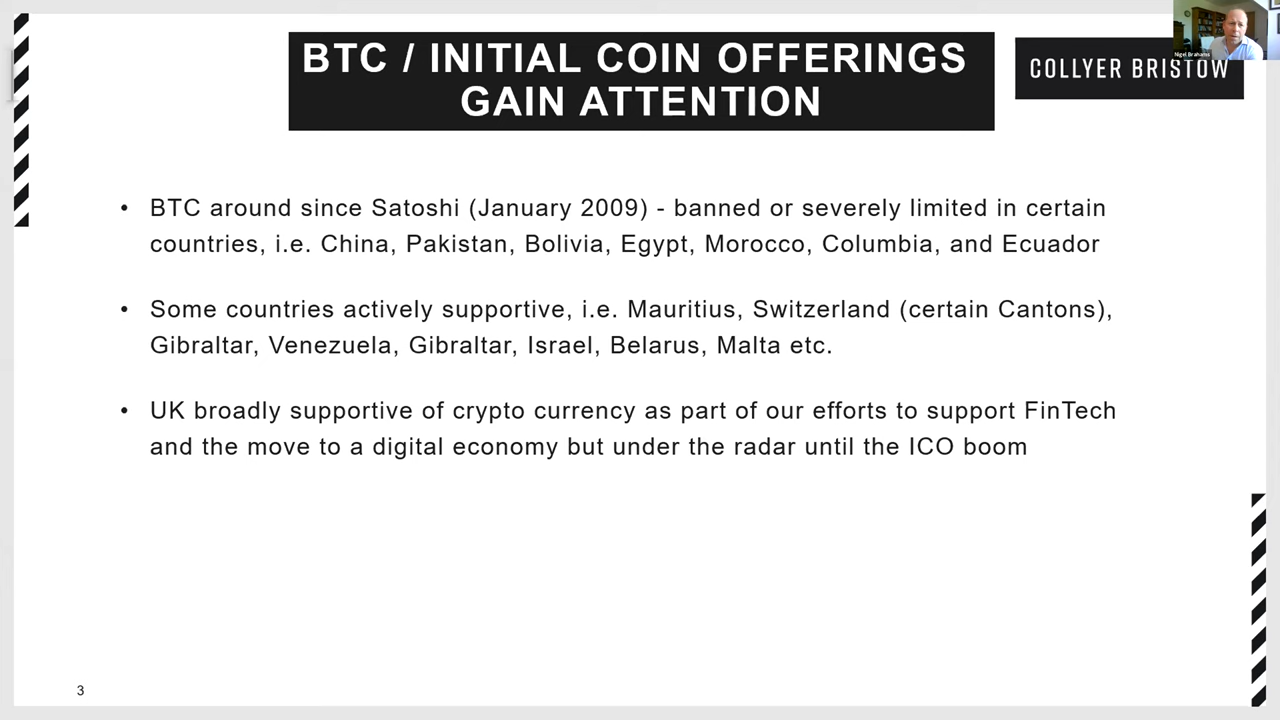 BTC / INITIAL COIN OFFERINGS
GAIN ATTENTION
COLLYER BRISTOW
Nigel Brahams
• BTC around since Satoshi (January 2009) - banned or severely limited in certain
countries, i.e. China, Pakistan, Bolivia, Egypt, Morocco, Columbia, and Ecuador
• Some countries actively supportive, i.e. Mauritius, Switzerland (certain Cantons),
Gibraltar, Venezuela, Gibraltar, Israel, Belarus, Malta etc.
• UK broadly supportive of crypto currency as part of our efforts to support FinTech
and the move to a digital economy but under the radar until the ICO boom
3